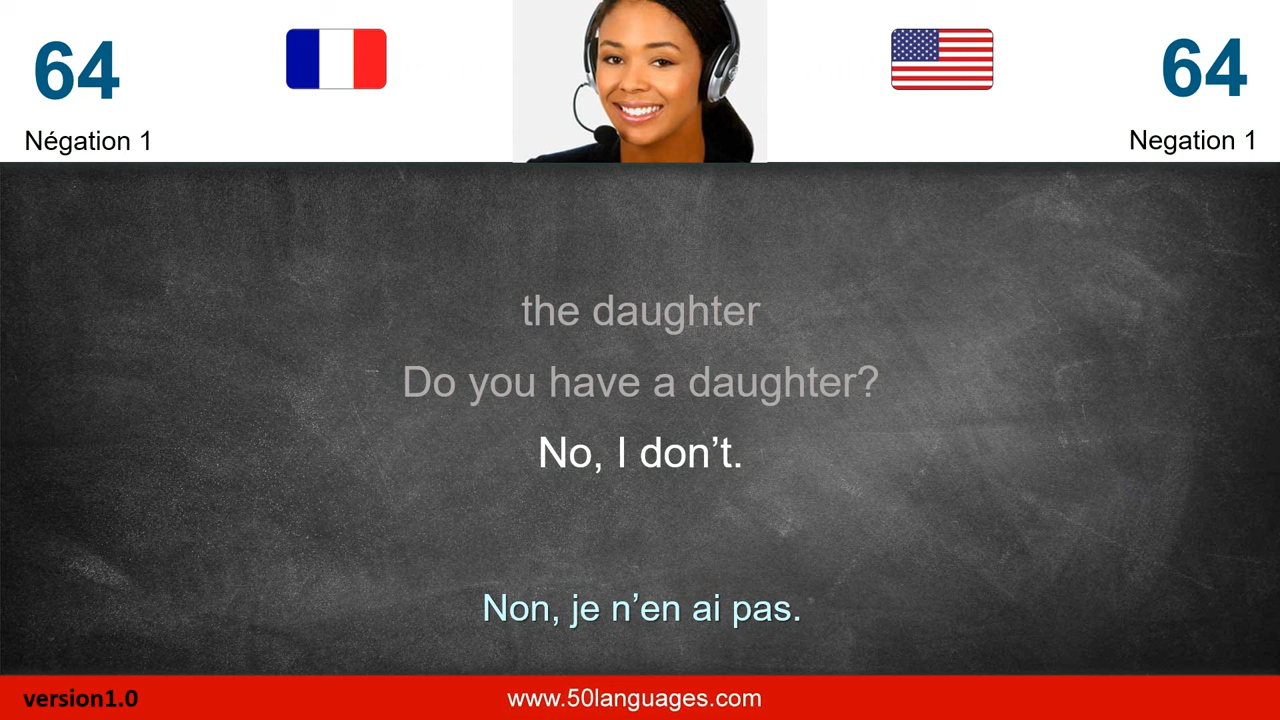 64
64
Négation 1
Negation 1
the daughter
Do you have a daughter?
No, I don’t.
Non, je n’en ai pas.
version1.0
www.50languages.com